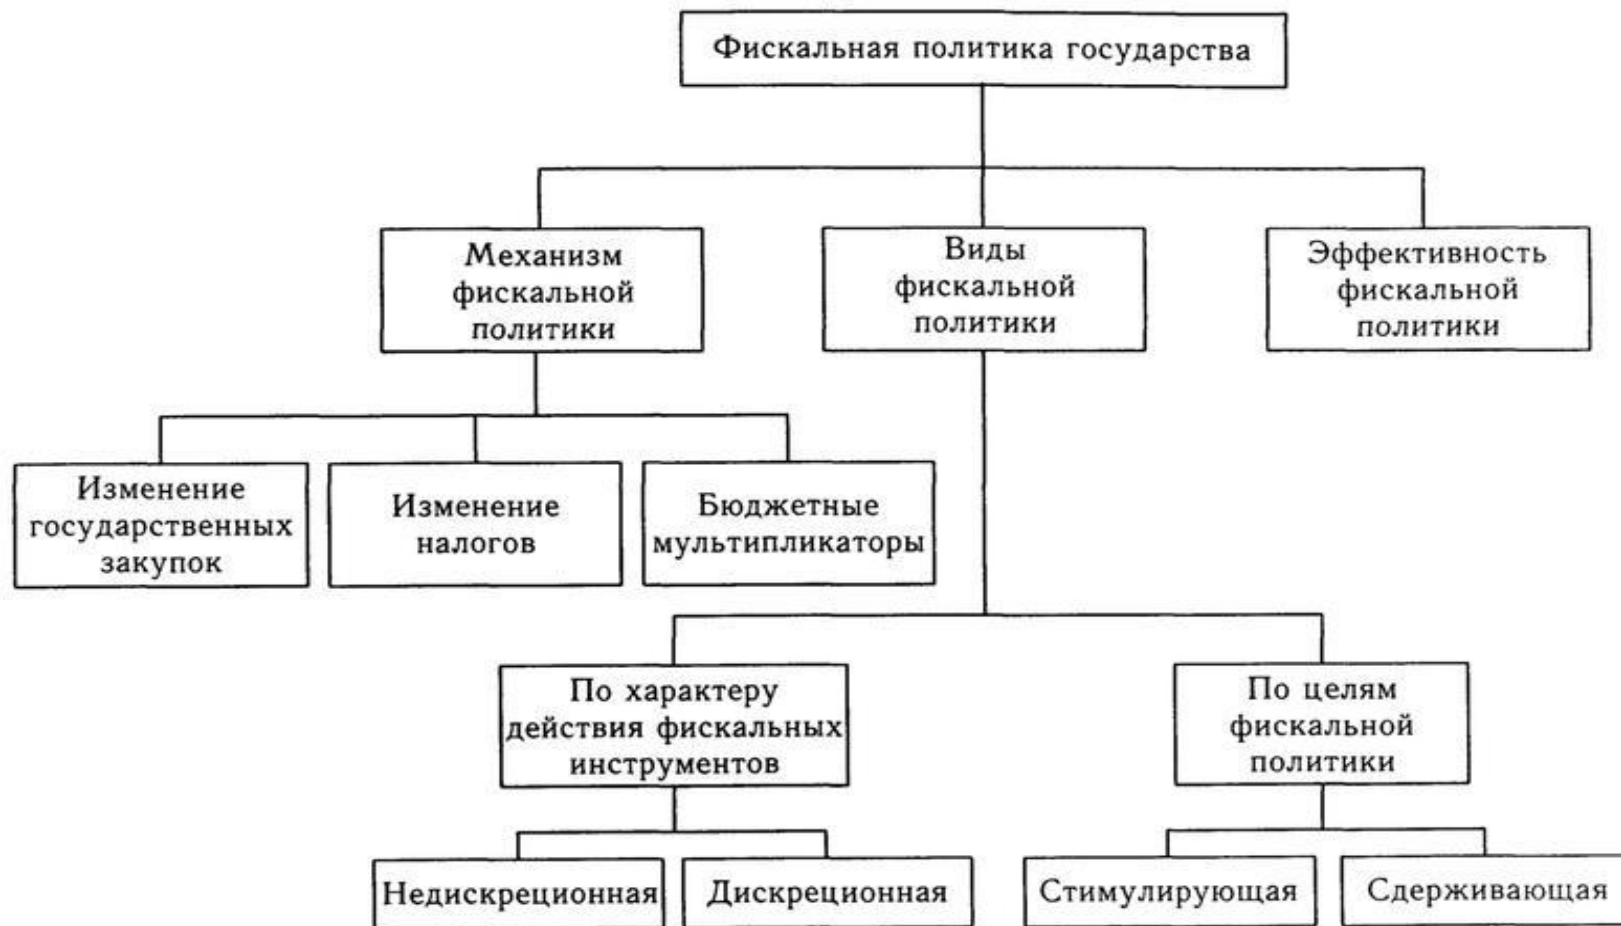 Фискальная политика государства
Механизм
фискальной
политики
Виды
фискальной
политики
Эффективность
фискальной
политики
Изменение
государственных
закупок
Изменение
налогов
Бюджетные
мультипликаторы
По характеру
действия фискальных
инструментов
По целям
фискальной
политики
Недискреционная
Дискреционная
Стимулирующая
Сдерживающая